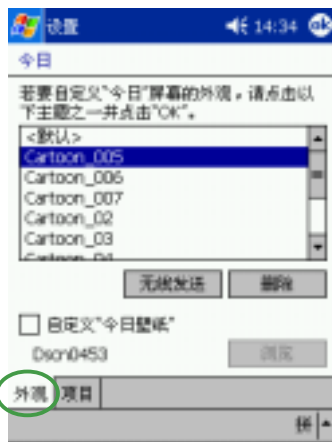 设置 14:34 ok
今日
若要自定义"今日"屏幕的外观，请点击以
下主题之一并点击"OK"。
<默认>
Cartoon_005
Cartoon_006
Cartoon_007
Cartoon_02
Cartoon_03
Cartoon_04
无线发送 删除
自定义"今日壁纸"
Dscn0453 浏览
外观 项目
拼